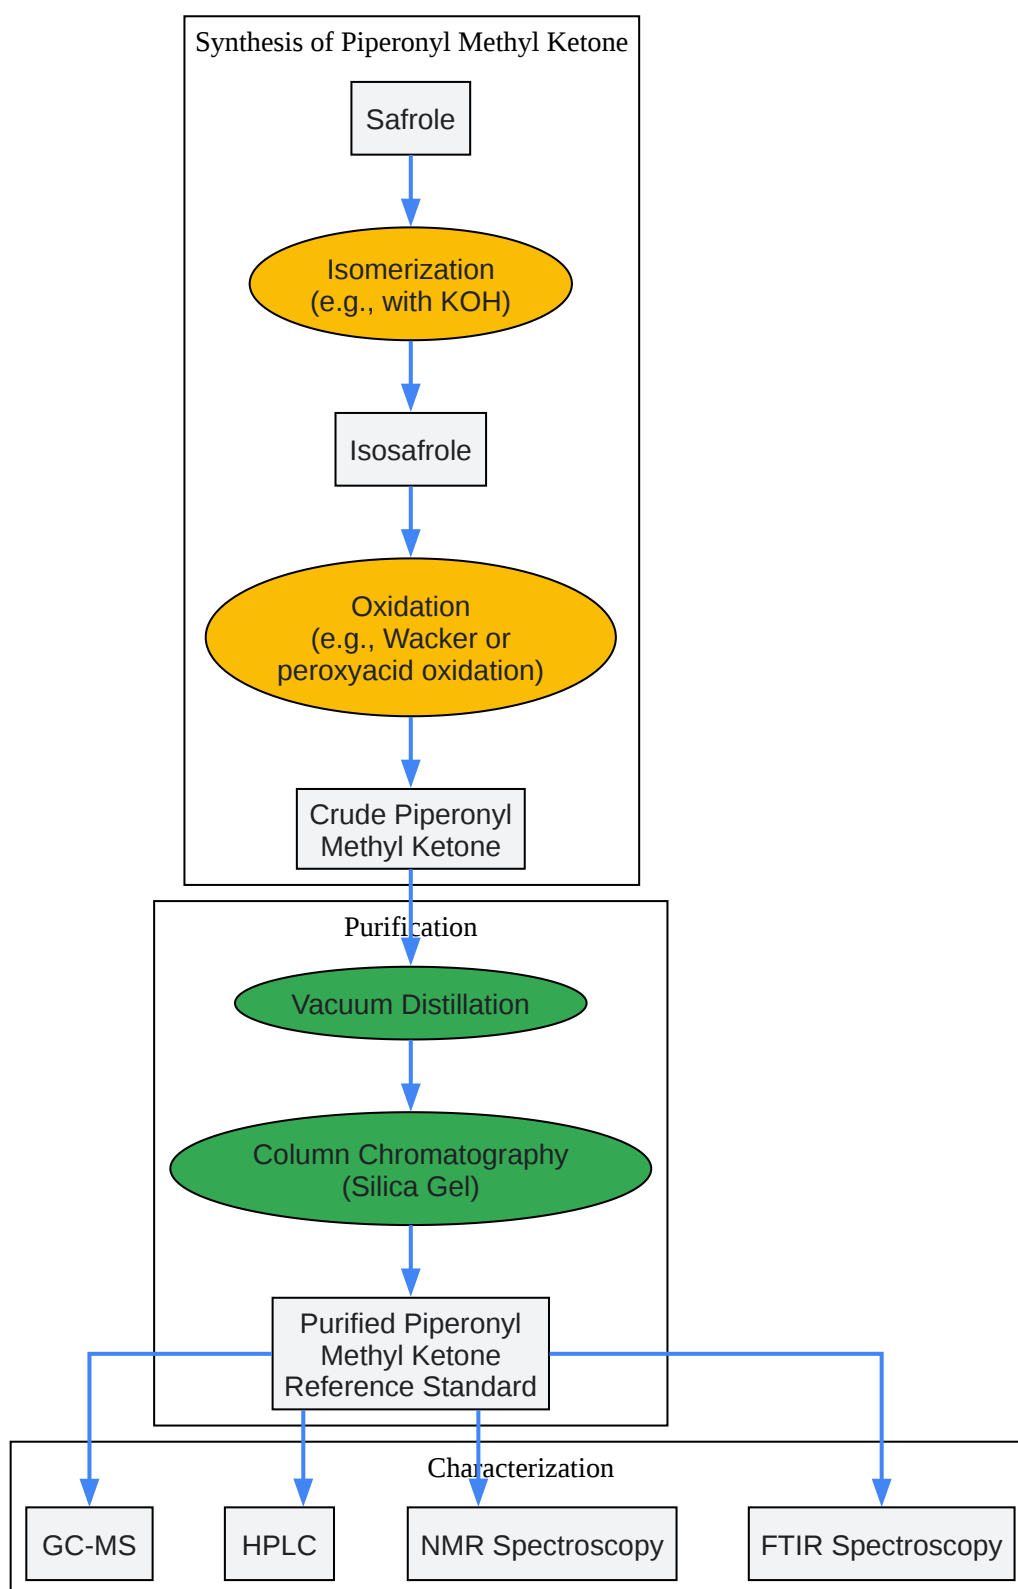 Synthesis of Piperonyl Methyl Ketone
Safrole
Isomerization
(e.g., with KOH)
Isosafrole
Oxidation
(e.g., Wacker or
peroxyacid oxidation)
Crude Piperonyl
Methyl Ketone
Purification
Vacuum Distillation
Column Chromatography
(Silica Gel)
Purified Piperonyl
Methyl Ketone
Reference Standard
Characterization
GC-MS
HPLC
NMR Spectroscopy
FTIR Spectroscopy